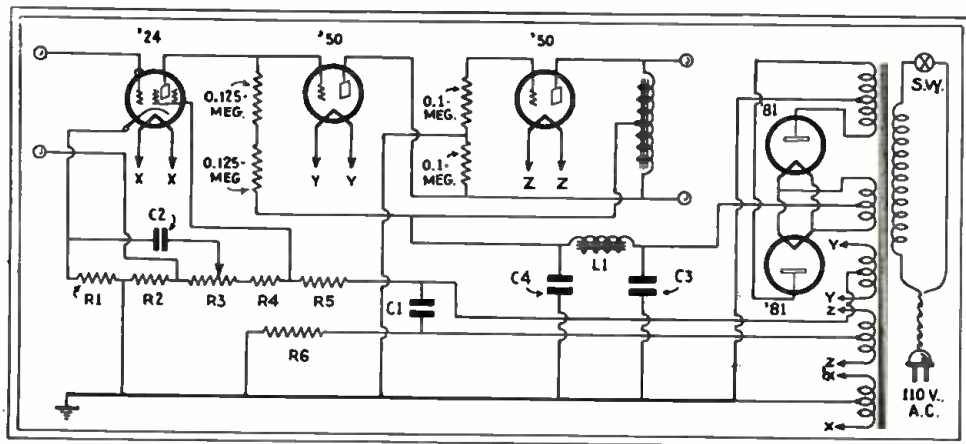 '24
'50
'50
S.W.
0.125-
MEG.
0.1-
MEG.
'81
0.125-
MEG.
0.1-
MEG.
X
X
Y
Y
Z
Z
C2
Y
L1
R1
R2
R3
R4
R5
C1
C4
C3
'81
Y
Z
R6
Z
X
X
110 V.,
A.C.